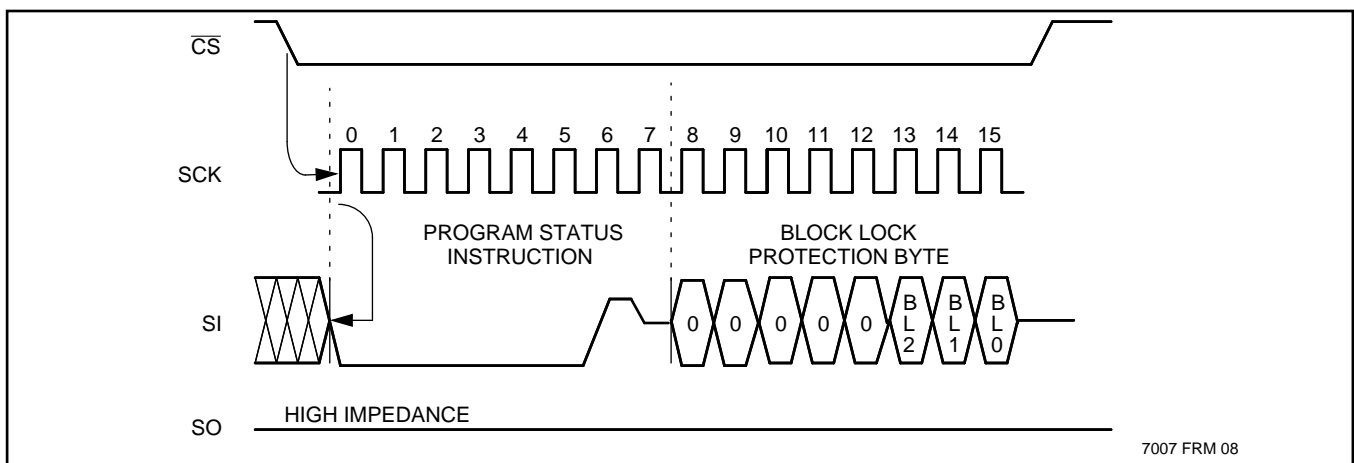 CS
0 1 2 3 4 5 6 7 8 9 10 11 12 13 14 15
SCK
PROGRAM STATUS
INSTRUCTION
BLOCK LOCK
PROTECTION BYTE
SI
0 0 0 0 0 BL2 BL1 BL0
HIGH IMPEDANCE
SO
7007 FRM 08